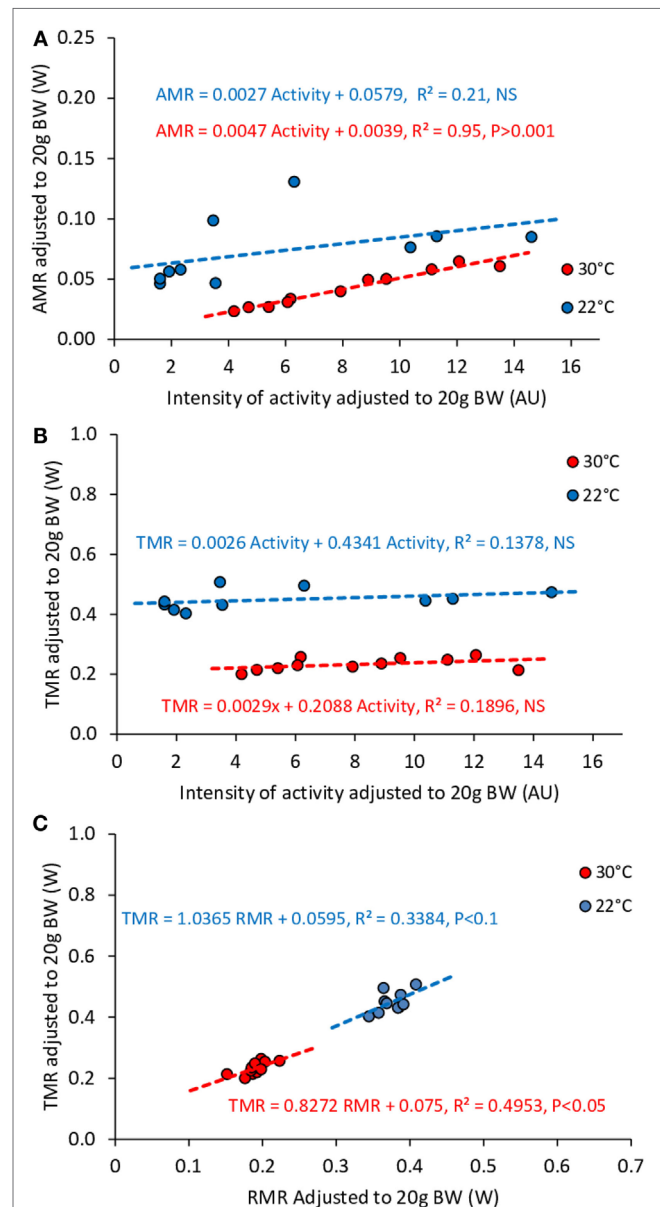 A
0.25
AMR = 0.0027 Activity + 0.0579, R² = 0.21, NS
0.20
AMR = 0.0047 Activity + 0.0039, R² = 0.95, P>0.001
0.15
0.10
0.05
30°C
22°C
0.00
0 2 4 6 8 10 12 14 16
AMR adjusted to 20g BW (W)
Intensity of activity adjusted to 20g BW (AU)
B
1.0
30°C
22°C
0.8
TMR = 0.0026 Activity + 0.4341 Activity, R² = 0.1378, NS
0.6
0.4
0.2
TMR = 0.0029x + 0.2088 Activity, R² = 0.1896, NS
0.0
0 2 4 6 8 10 12 14 16
TMR adjusted to 20g BW (W)
Intensity of activity adjusted to 20g BW (AU)
C
1.0
30°C
22°C
0.8
TMR = 1.0365 RMR + 0.0595, R² = 0.3384, P<0.1
0.6
0.4
0.2
TMR = 0.8272 RMR + 0.075, R² = 0.4953, P<0.05
0.0
0 0.1 0.2 0.3 0.4 0.5 0.6 0.7
TMR adjusted to 20g BW (W)
RMR Adjusted to 20g BW (W)